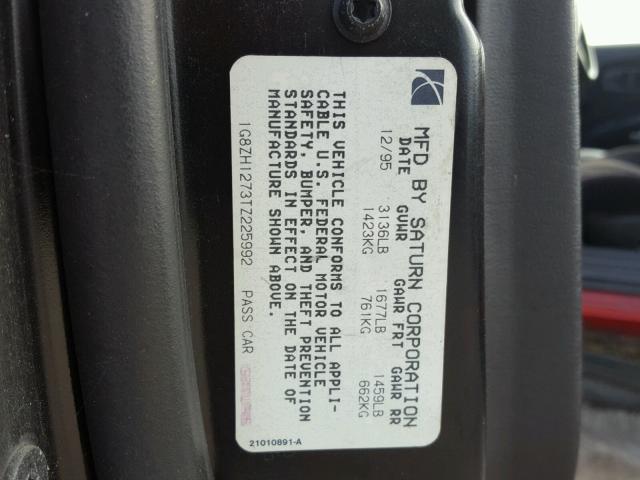 MFD BY SATURN CORPORATION
DATE GVWR GAWR FRT GAWR RR
12/95 3136LB 1677LB 1459LB
1423KG 761KG 662KG
THIS VEHICLE CONFORMS TO ALL APPLI-
CABLE U.S. FEDERAL MOTOR VEHICLE
SAFETY, BUMPER, AND THEFT PREVENTION
STANDARDS IN EFFECT ON THE DATE OF
MANUFACTURE SHOWN ABOVE.
1G8ZH1273TZ225992 PASS CAR
21010891-A